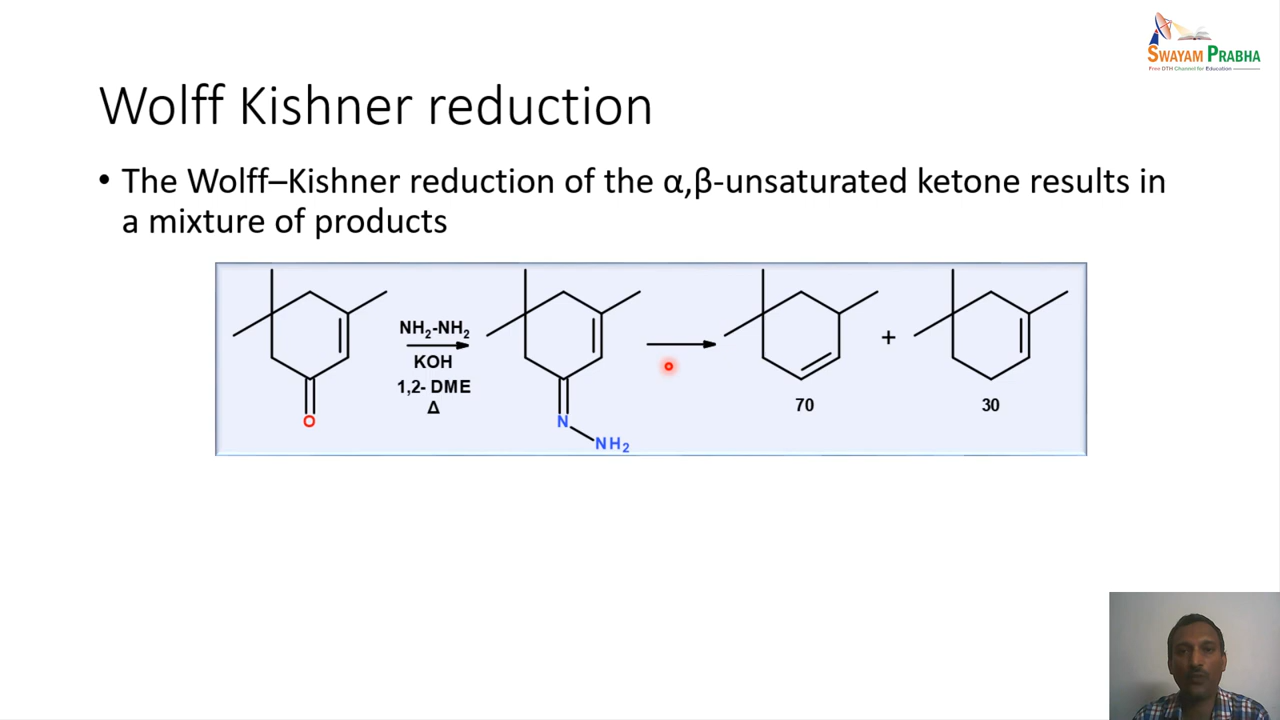 SWAYAM PRABHA
Free DTH Channel for Education
Wolff Kishner reduction
• The Wolff–Kishner reduction of the α,β-unsaturated ketone results in
a mixture of products
NH2-NH2
KOH
1,2- DME
Δ
O
N
NH2
+
70
30